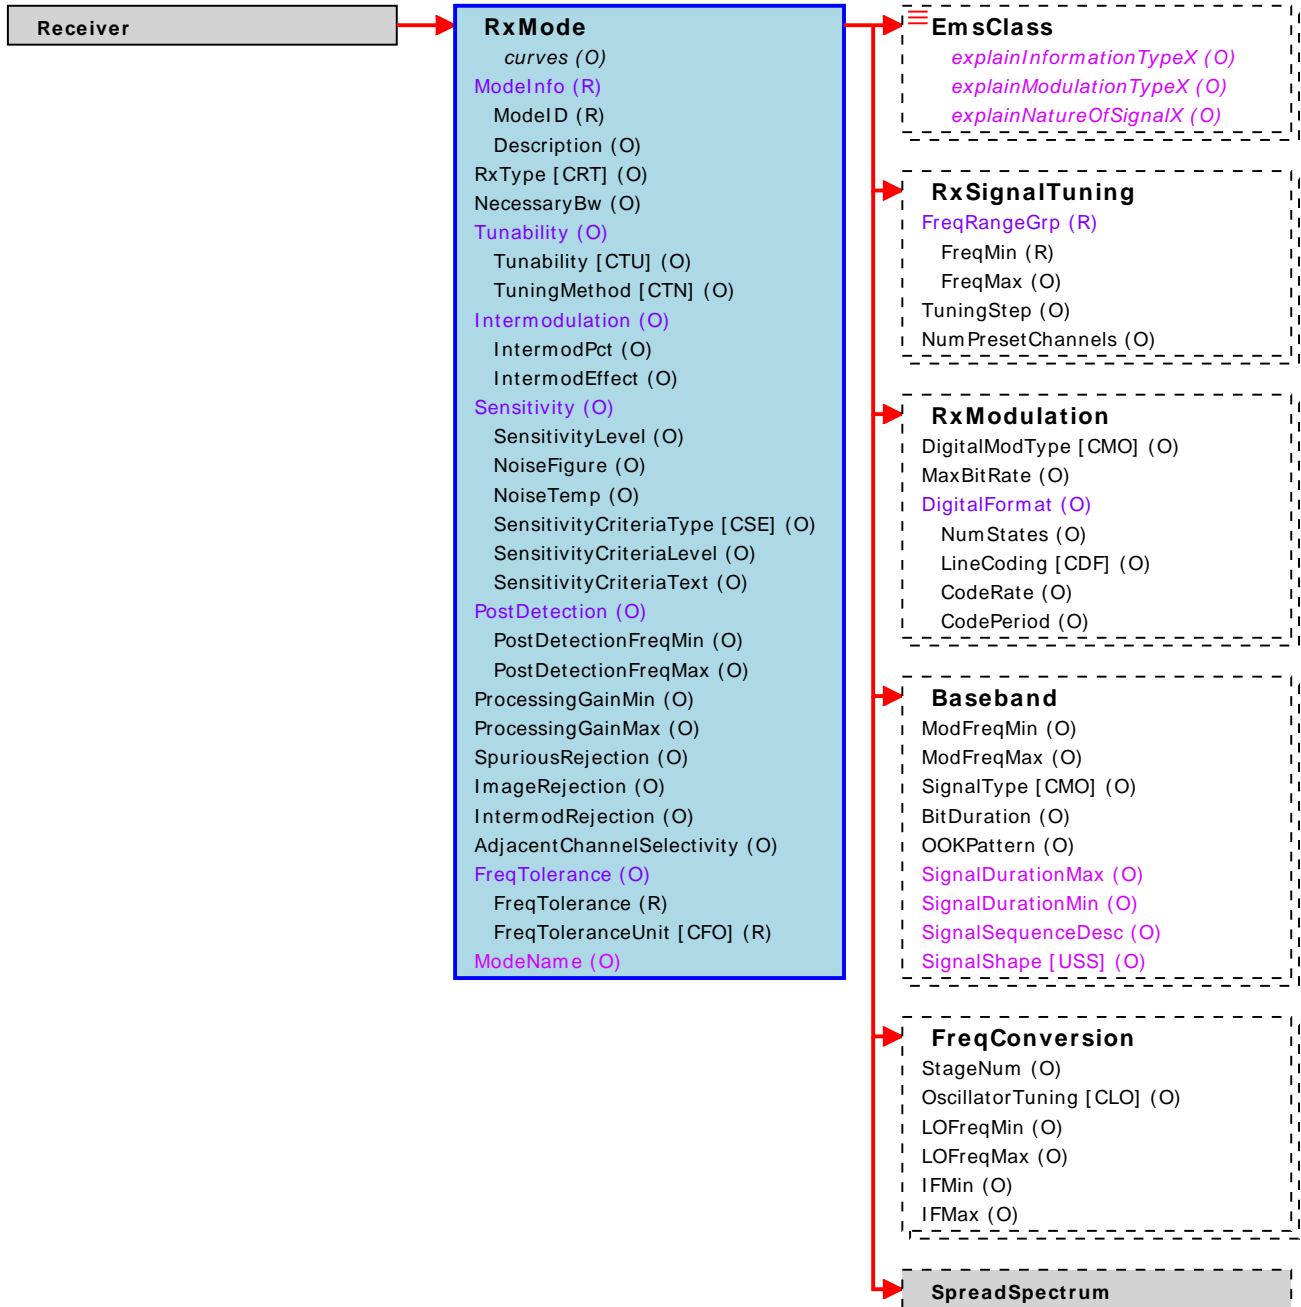 Receiver
RxMode
curves (O)
ModeInfo (R)
ModeID (R)
Description (O)
RxType [CRT] (O)
NecessaryBw (O)
Tunability (O)
Tunability [CTU] (O)
TuningMethod [CTN] (O)
Intermodulation (O)
IntermodPct (O)
IntermodEffect (O)
Sensitivity (O)
SensitivityLevel (O)
NoiseFigure (O)
NoiseTemp (O)
SensitivityCriteriaType [CSE] (O)
SensitivityCriteriaLevel (O)
SensitivityCriteriaText (O)
PostDetection (O)
PostDetectionFreqMin (O)
PostDetectionFreqMax (O)
ProcessingGainMin (O)
ProcessingGainMax (O)
SpuriousRejection (O)
ImageRejection (O)
IntermodRejection (O)
AdjacentChannelSelectivity (O)
FreqTolerance (O)
FreqTolerance (R)
FreqToleranceUnit [CFO] (R)
ModeName (O)
EmsClass
explainInformationTypeX (O)
explainModulationTypeX (O)
explainNatureOfSignalX (O)
RxSignalTuning
FreqRangeGrp (R)
FreqMin (R)
FreqMax (O)
TuningStep (O)
NumPresetChannels (O)
RxModulation
DigitalModType [CMO] (O)
MaxBitRate (O)
DigitalFormat (O)
NumStates (O)
LineCoding [CDF] (O)
CodeRate (O)
CodePeriod (O)
Baseband
ModFreqMin (O)
ModFreqMax (O)
SignalType [CMO] (O)
BitDuration (O)
OOKPattern (O)
SignalDurationMax (O)
SignalDurationMin (O)
SignalSequenceDesc (O)
SignalShape [USS] (O)
FreqConversion
StageNum (O)
OscillatorTuning [CLO] (O)
LOFreqMin (O)
LOFreqMax (O)
IFMin (O)
IFMax (O)
SpreadSpectrum